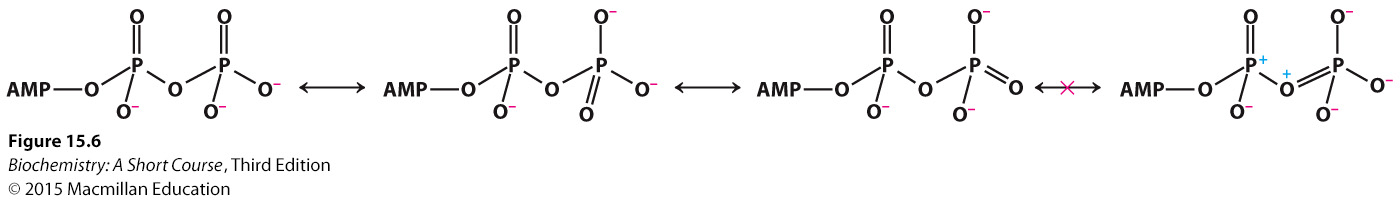 O O O O⁻ O O⁻ O O⁻
AMP O P O P O⁻ AMP O P O P O⁻ AMP O P O P O AMP O P⁺ O⁺ P O⁻
O⁻ O⁻ O⁻ O O⁻ O⁻ O⁻ O⁻
Figure 15.6
Biochemistry: A Short Course, Third Edition
© 2015 Macmillan Education